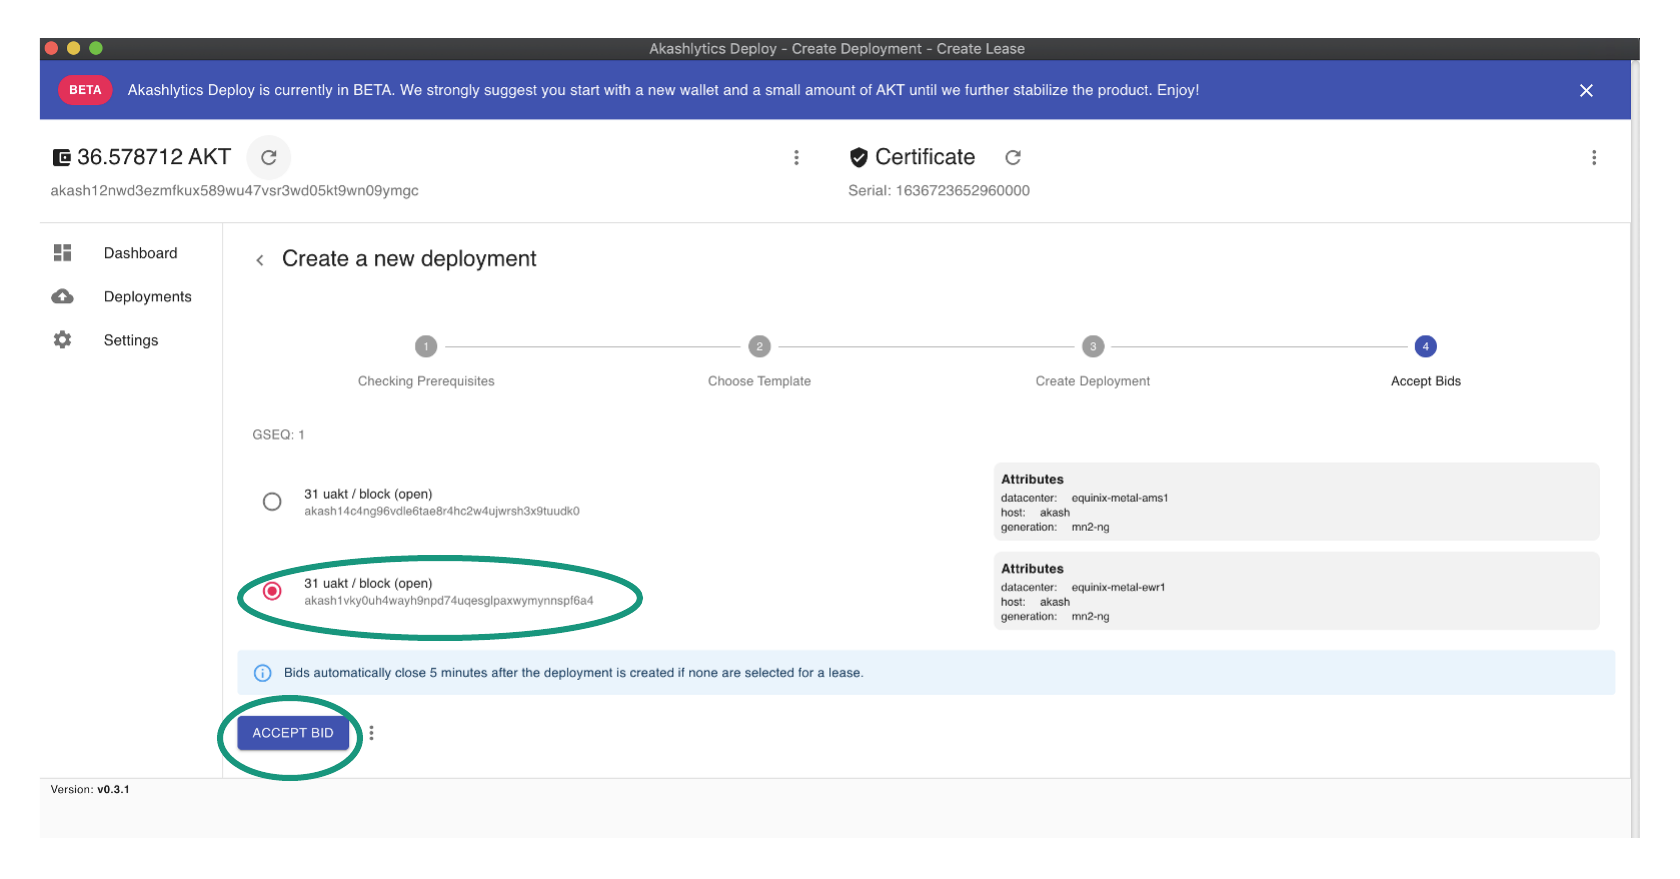 Akashlytics Deploy - Create Deployment - Create Lease
BETA Akashlytics Deploy is currently in BETA. We strongly suggest you start with a new wallet and a small amount of AKT until we further stabilize the product. Enjoy!
36.578712 AKT
akash12nwd3ezmfkux589wu47vsr3wd05kt9wn09ymgc
Certificate
Serial: 1636723652960000
Dashboard
Deployments
Settings
Create a new deployment
1 2 3 4
Checking Prerequisites Choose Template Create Deployment Accept Bids
GSEQ: 1
31 uakt / block (open)
akash14c4ng96vdle6tae8r4hc2w4ujwrsh3x9tuudk0
Attributes
datacenter: equinix-metal-ams1
host: akash
generation: mn2-ng
31 uakt / block (open)
akash1vky0uh4wayh9npd74uqesglpaxwymynnspf6a4
Attributes
datacenter: equinix-metal-ewr1
host: akash
generation: mn2-ng
Bids automatically close 5 minutes after the deployment is created if none are selected for a lease.
ACCEPT BID
Version: v0.3.1